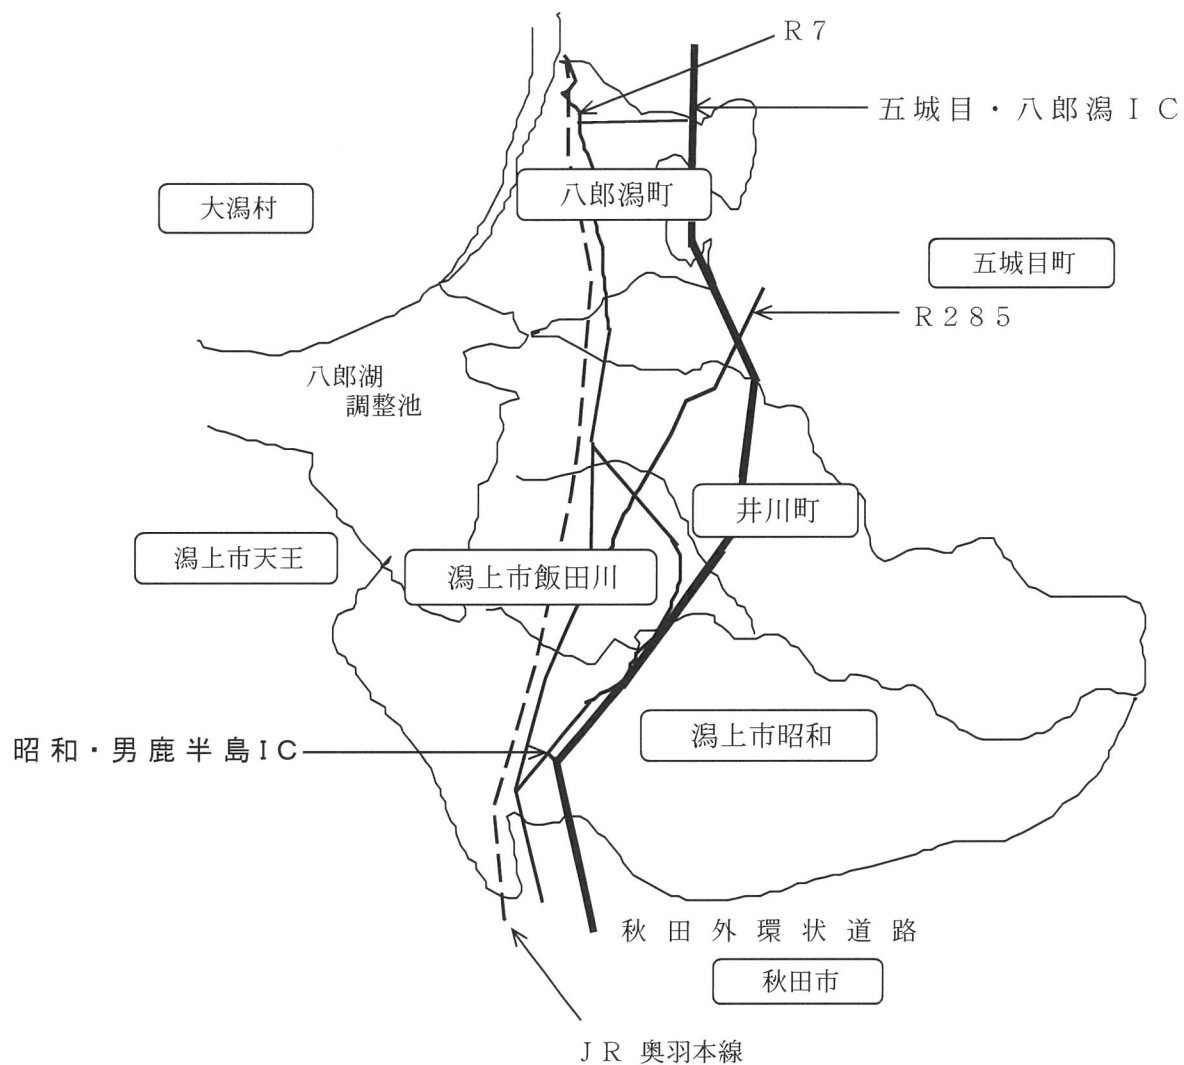 R7
五城目・八郎潟IC
八郎潟町
大潟村
五城目町
R285
八郎湖
調整池
井川町
潟上市天王
潟上市飯田川
潟上市昭和
昭和・男鹿半島IC
秋田外環状道路
秋田市
JR 奥羽本線